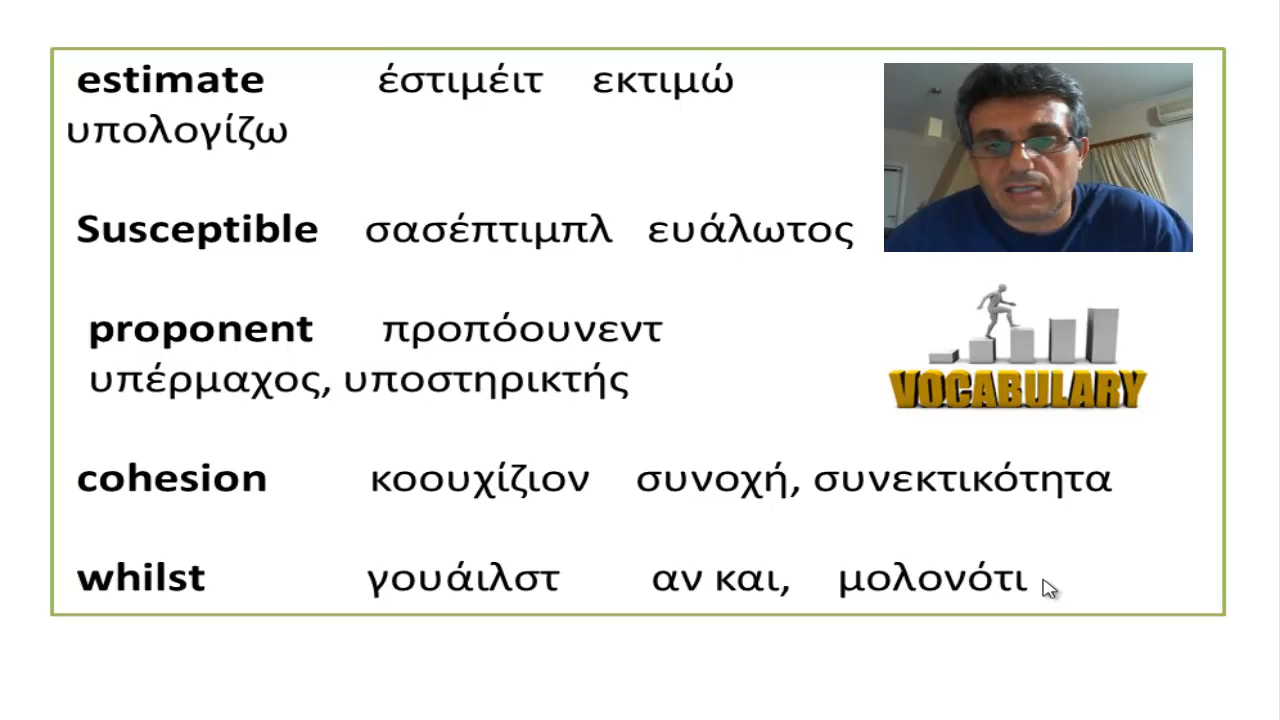 estimate έστιμέιτ εκτιμώ
υπολογίζω
Susceptible σασέπτιμπλ ευάλωτος
proponent προπόουνεντ
υπέρμαχος, υποστηρικτής
VOCABULARY
cohesion κοουχίζιον συνοχή, συνεκτικότητα
whilst γουάιλστ αν και, μολονότι